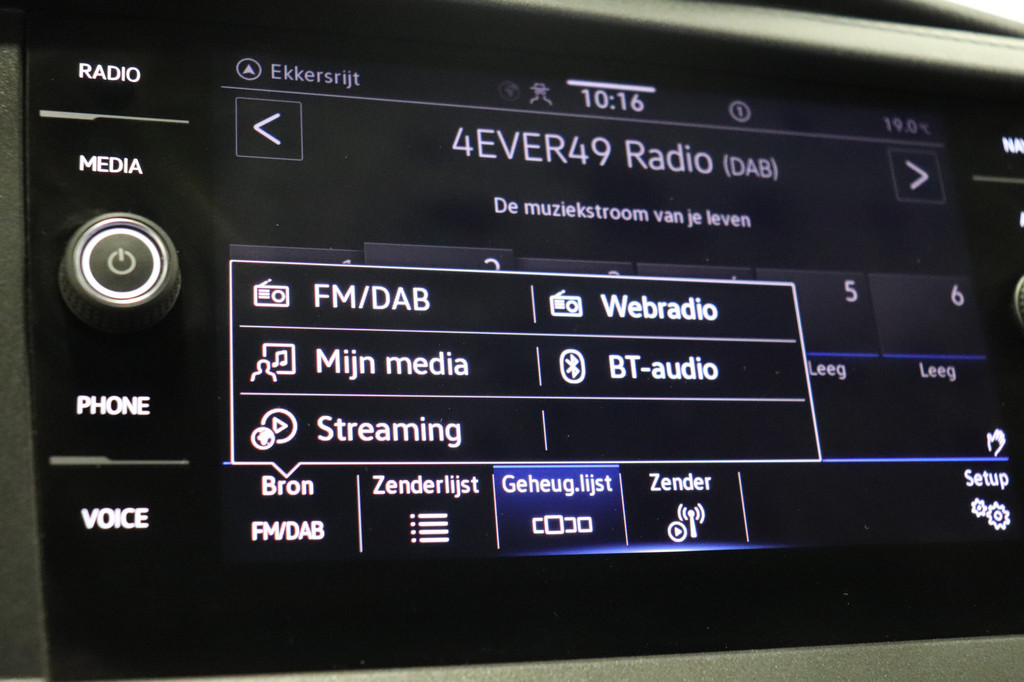 RADIO
MEDIA
PHONE
VOICE
Ekkersrijt
10:16
19.0°C
4EVER49 Radio (DAB)
De muziekstroom van je leven
5
6
Leeg
Leeg
FM/DAB
Webradio
Mijn media
BT-audio
Streaming
Bron
FM/DAB
Zenderlijst
Geheug.lijst
Zender
Setup